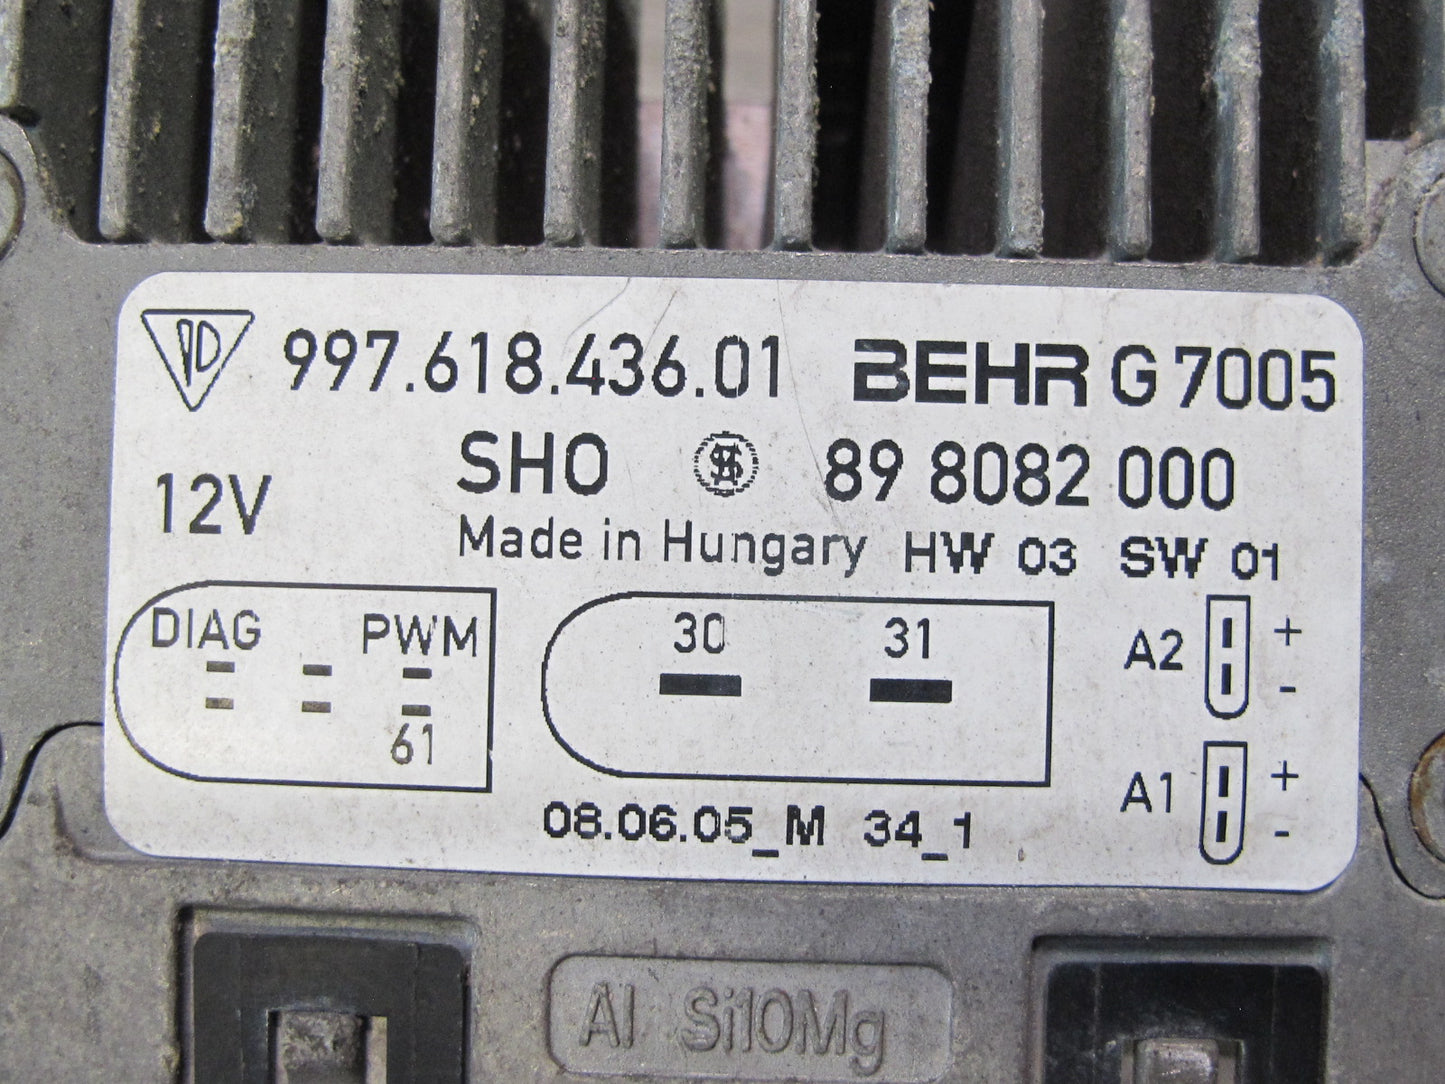 997.618.436.01 BEHR G 7005
SHO 89 8082 000
12V
Made in Hungary HW 03 SW 01
DIAG PWM
61
30 31
A2 + -
A1 + -
08.06.05_M 34_1
Al Si10Mg